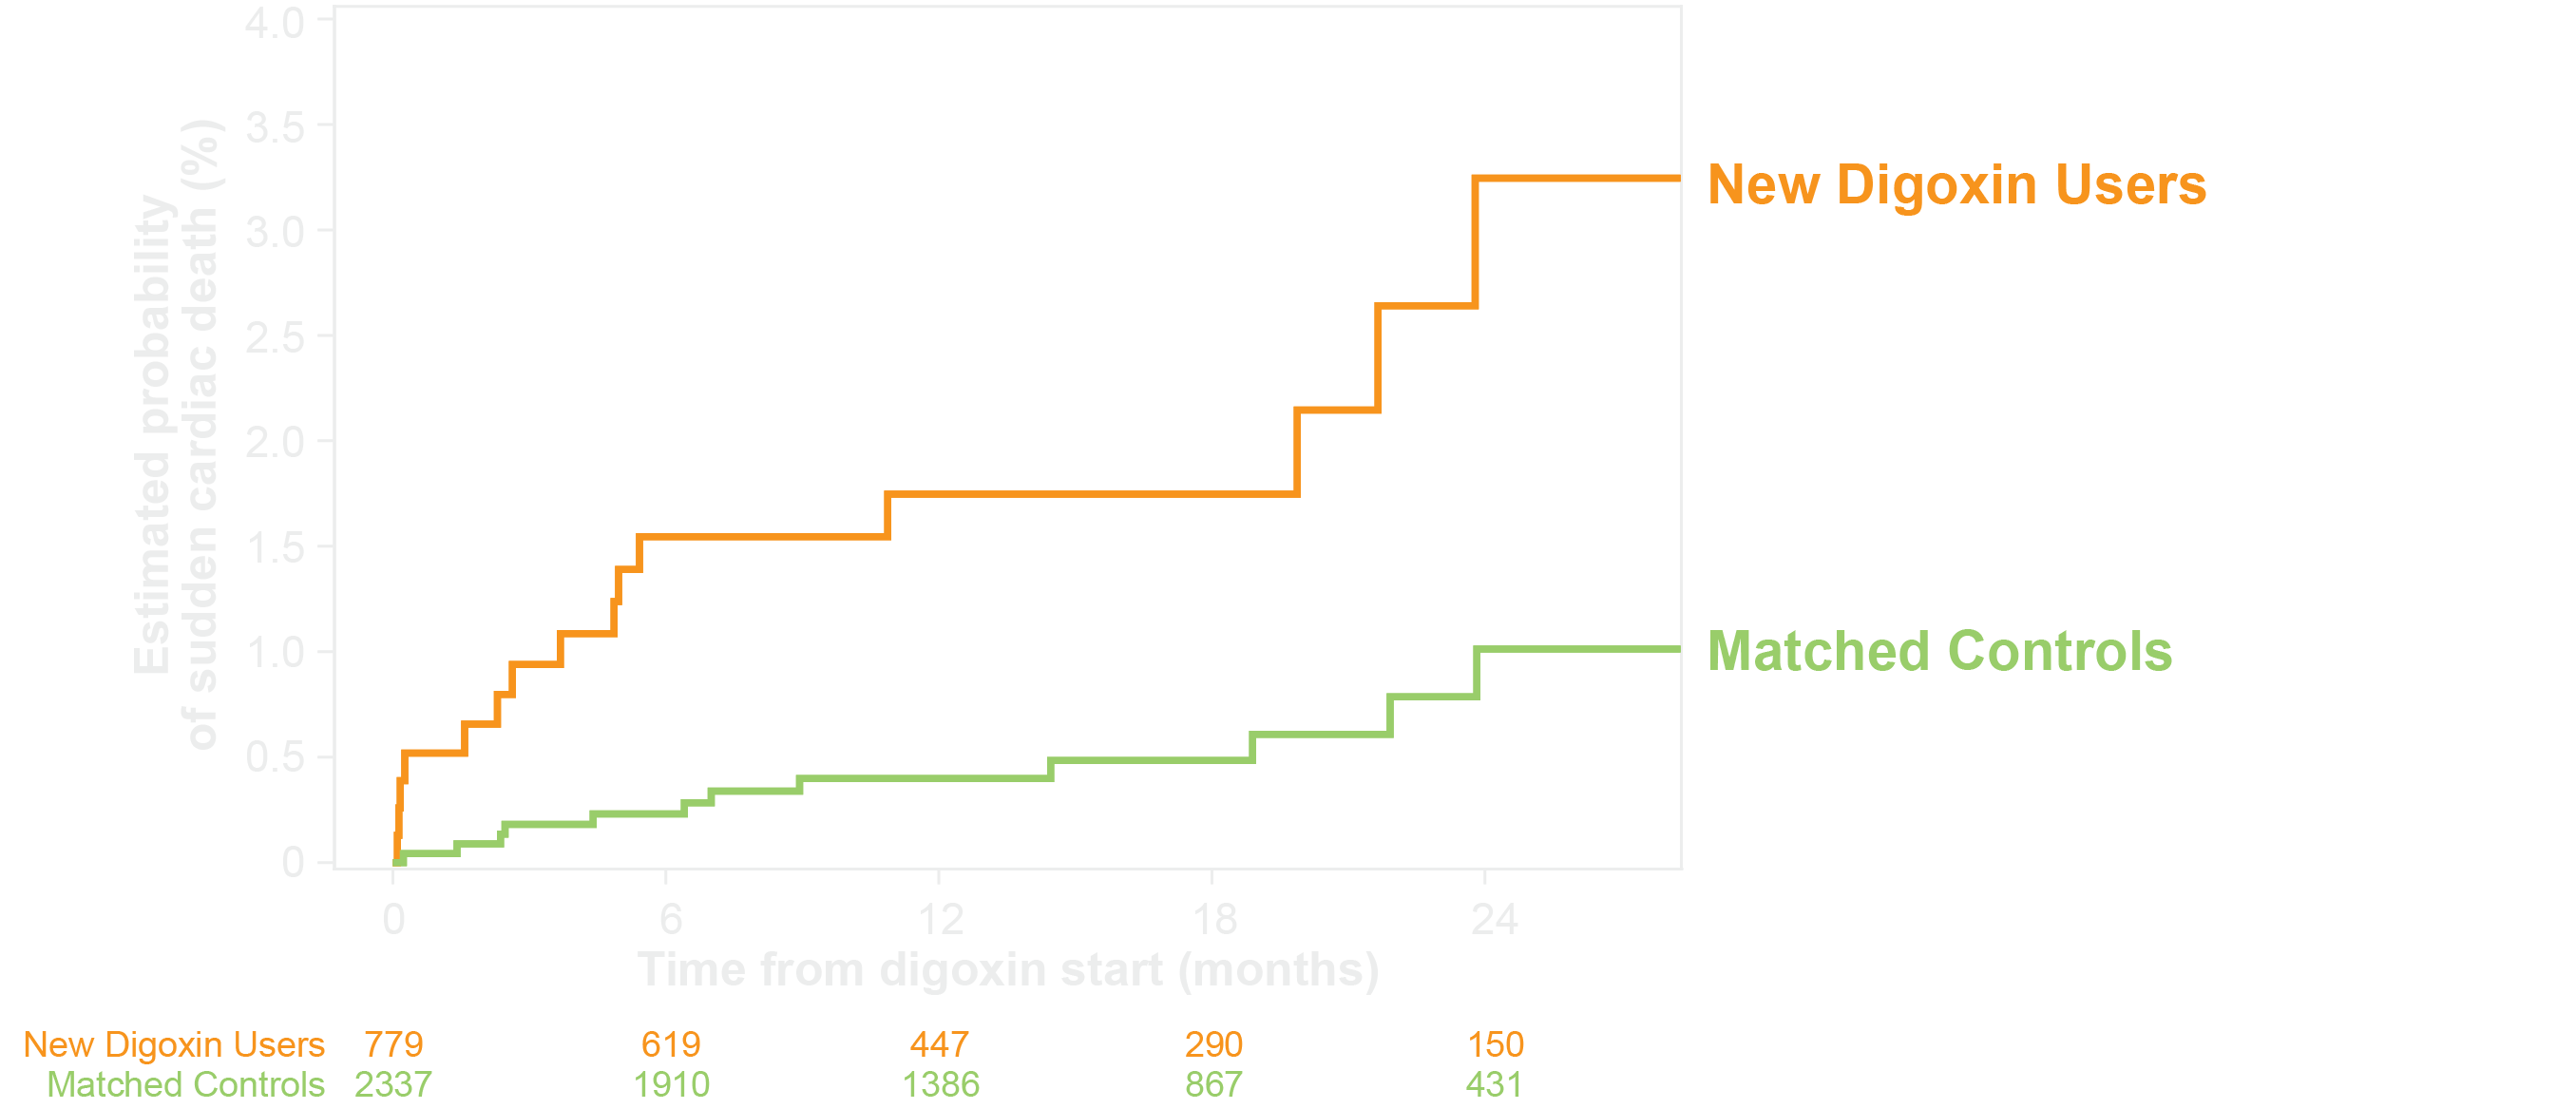 4.0
3.5
3.0
2.5
2.0
1.5
1.0
0.5
0
Estimated probability
of sudden cardiac death (%)
New Digoxin Users
Matched Controls
0 6 12 18 24
Time from digoxin start (months)
New Digoxin Users 779 619 447 290 150
Matched Controls 2337 1910 1386 867 431